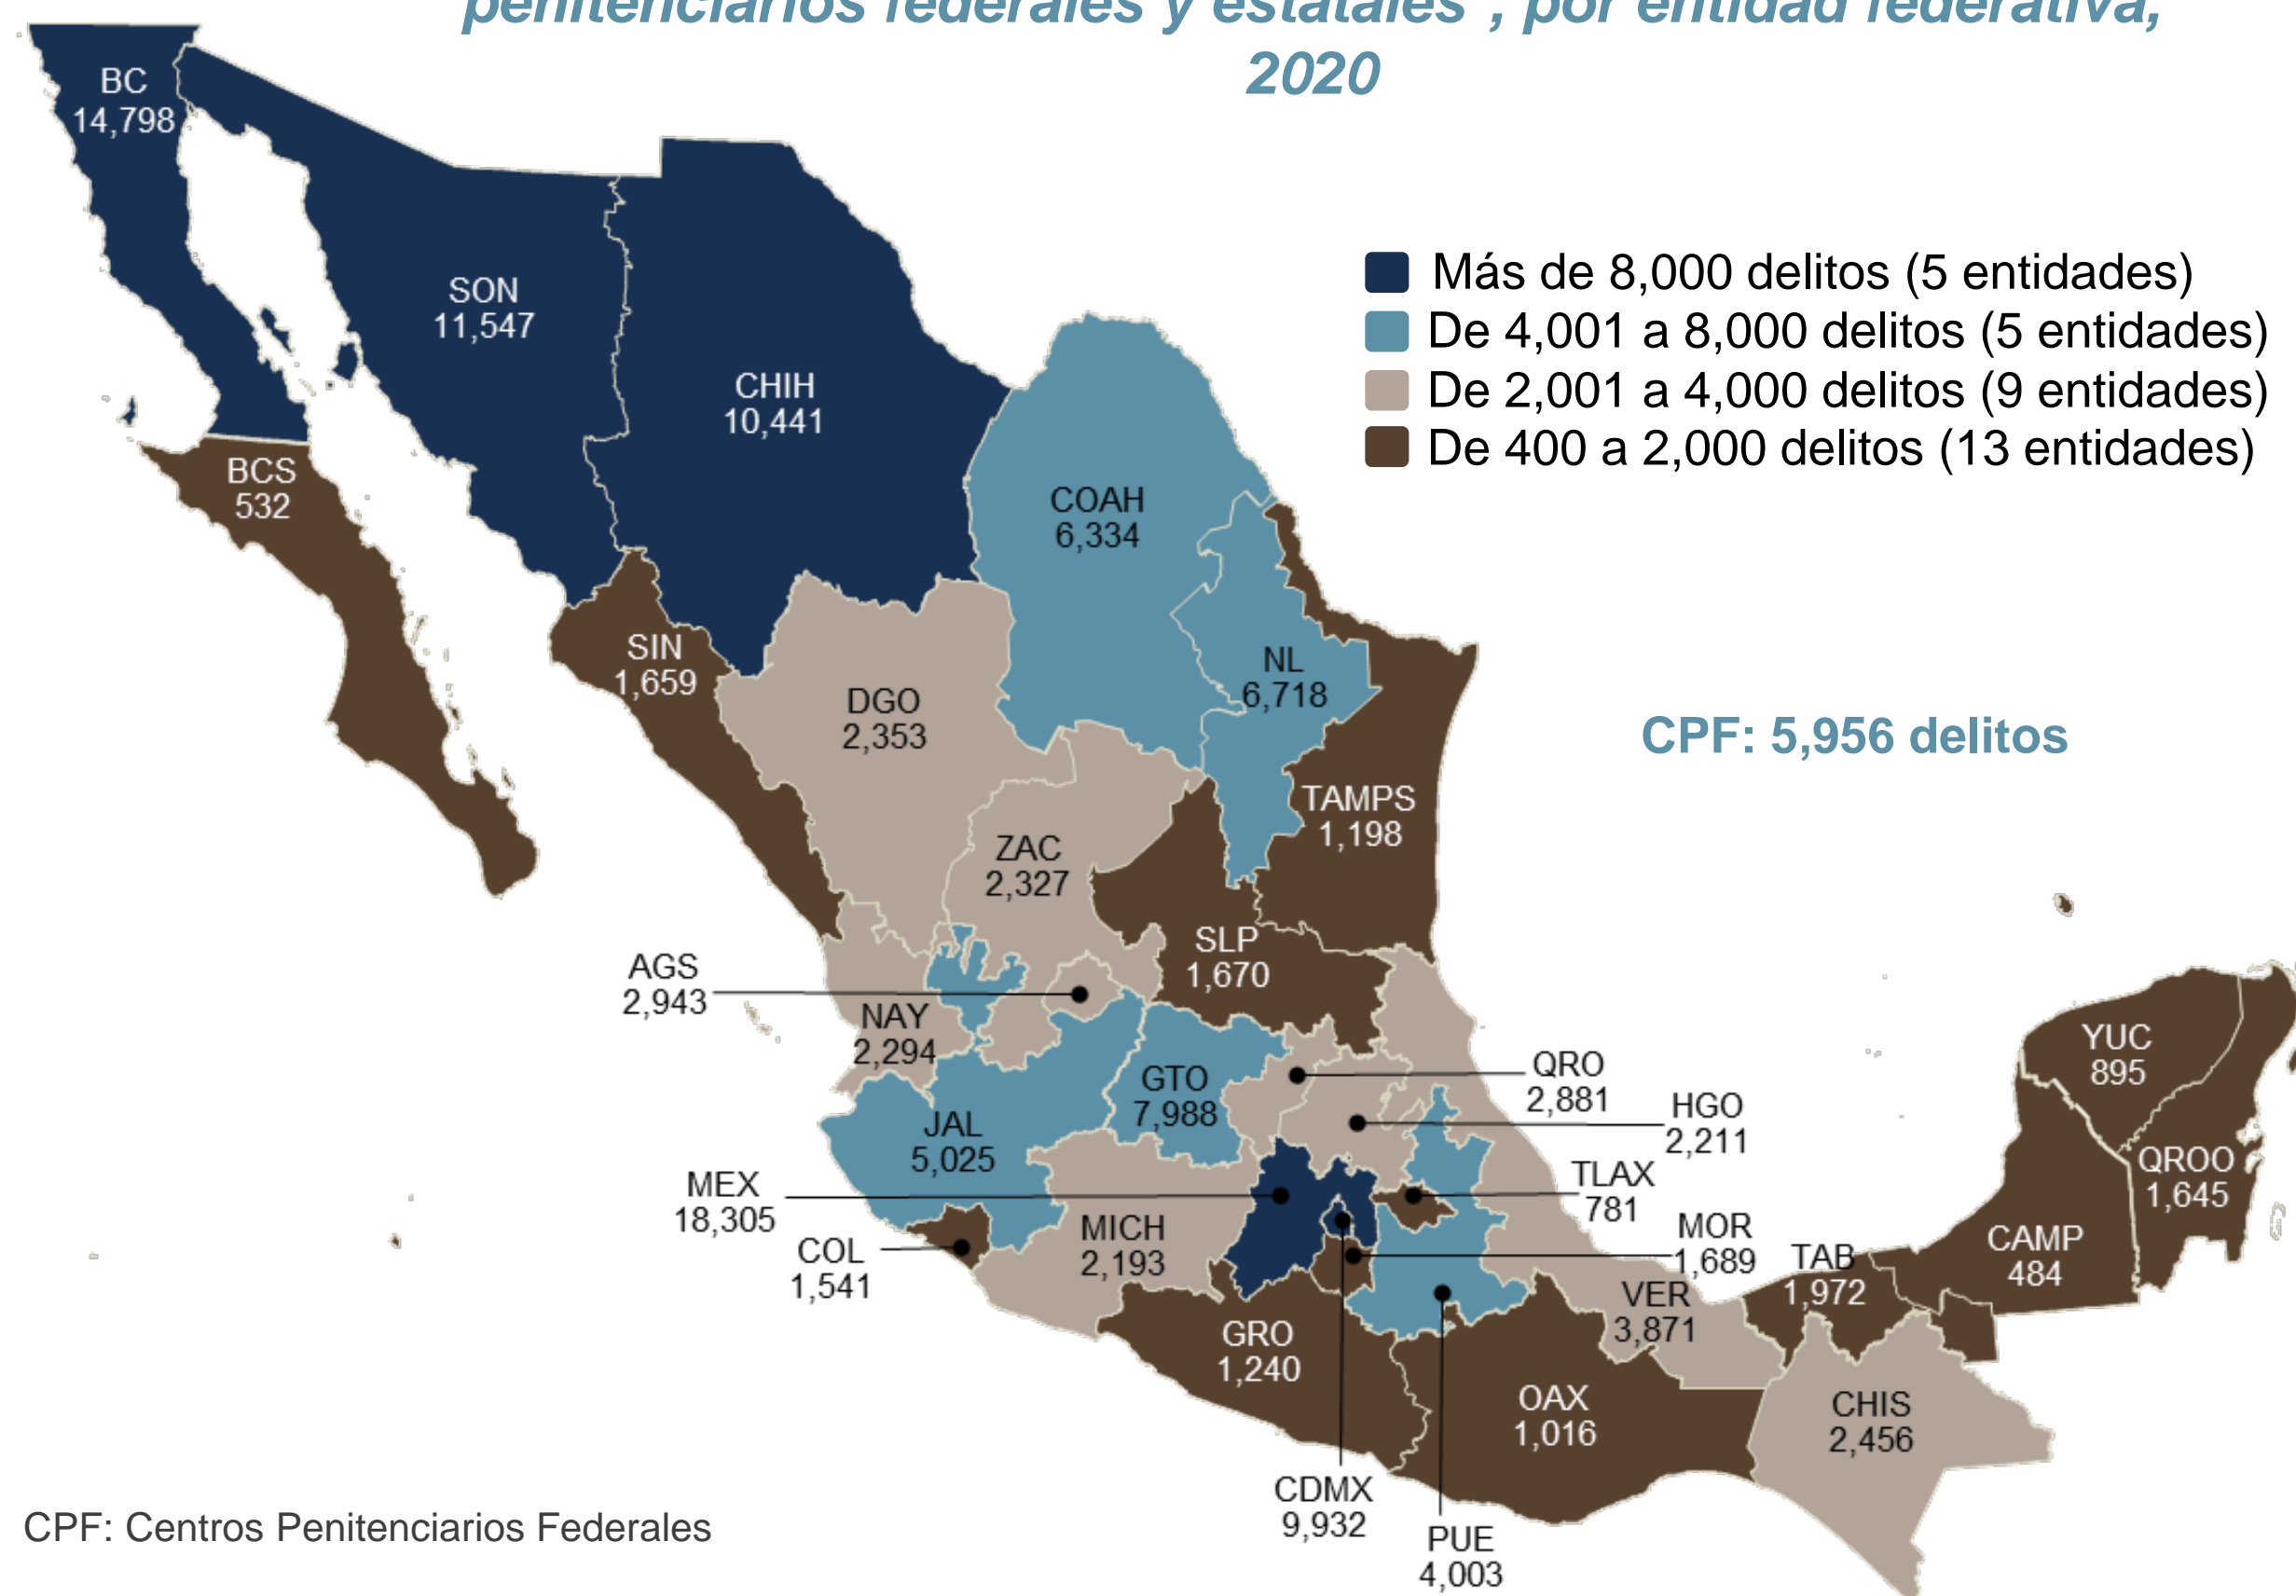 penitenciarios federales y estatales , por entidad federativa,
2020
BC
14,798
SON
11,547
CHIH
10,441
Más de 8,000 delitos (5 entidades)
De 4,001 a 8,000 delitos (5 entidades)
De 2,001 a 4,000 delitos (9 entidades)
De 400 a 2,000 delitos (13 entidades)
BCS
532
COAH
6,334
SIN
1,659
NL
6,718
DGO
2,353
CPF: 5,956 delitos
TAMPS
1,198
ZAC
2,327
SLP
1,670
AGS
2,943
NAY
2,294
YUC
895
QRO
2,881
GTO
7,988
HGO
2,211
JAL
5,025
QROO
1,645
TLAX
781
MEX
18,305
MICH
2,193
MOR
1,689
COL
1,541
TAB
1,972
CAMP
484
VER
3,871
GRO
1,240
OAX
1,016
CHIS
2,456
CDMX
9,932
PUE
4,003
CPF: Centros Penitenciarios Federales